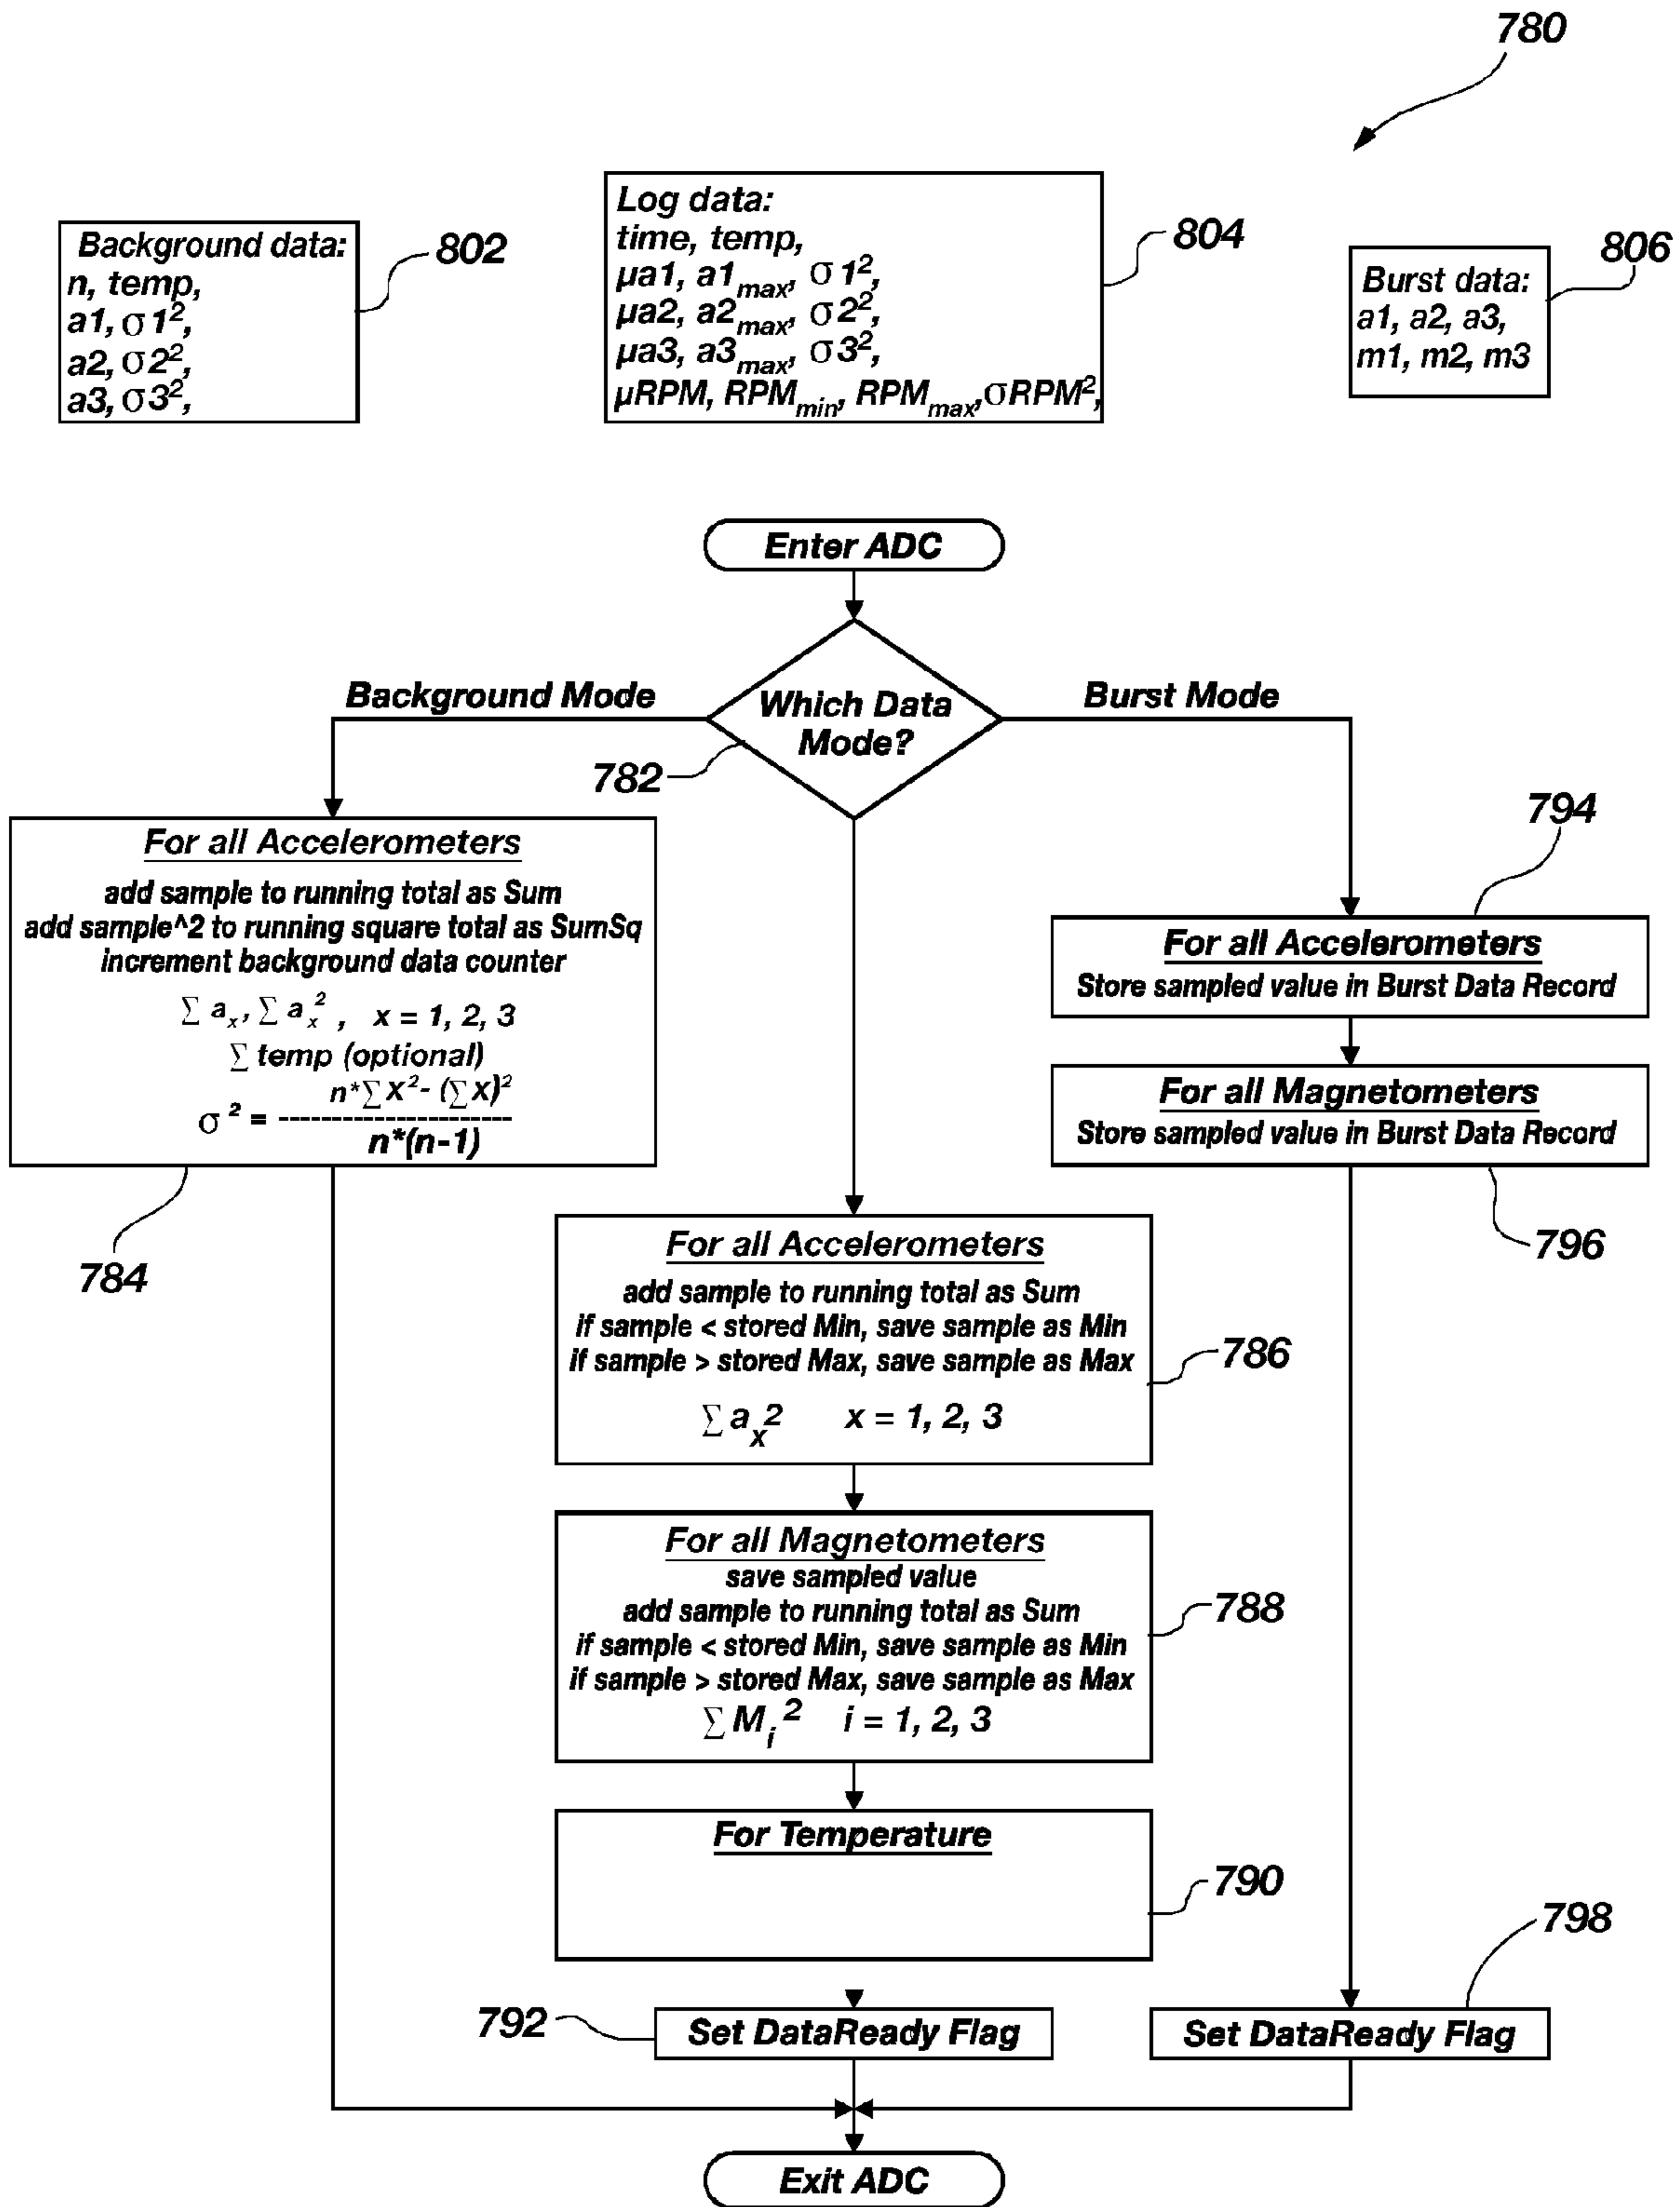 780
Background data:
n, temp,
a1, σ1²,
a2, σ2²,
a3, σ3²,
802
Log data:
time, temp,
μa1, a1max, σ1²,
μa2, a2max, σ2²,
μa3, a3max, σ3²,
μRPM, RPMmin, RPMmax, σRPM²,
804
Burst data:
a1, a2, a3,
m1, m2, m3
806
Enter ADC
Which Data
Mode?
782
Background Mode
Burst Mode
For all Accelerometers
add sample to running total as Sum
add sample^2 to running square total as SumSq
increment background data counter
∑ aₓ, ∑ aₓ², x = 1, 2, 3
∑ temp (optional)
n*∑X² - (∑X)²
σ² = ----------------------
n*(n-1)
784
794
For all Accelerometers
Store sampled value in Burst Data Record
For all Magnetometers
Store sampled value in Burst Data Record
796
For all Accelerometers
add sample to running total as Sum
if sample < stored Min, save sample as Min
if sample > stored Max, save sample as Max
∑ aₓ² x = 1, 2, 3
786
For all Magnetometers
save sampled value
add sample to running total as Sum
if sample < stored Min, save sample as Min
if sample > stored Max, save sample as Max
∑ Mᵢ² i = 1, 2, 3
788
For Temperature
790
792
Set DataReady Flag
798
Set DataReady Flag
Exit ADC